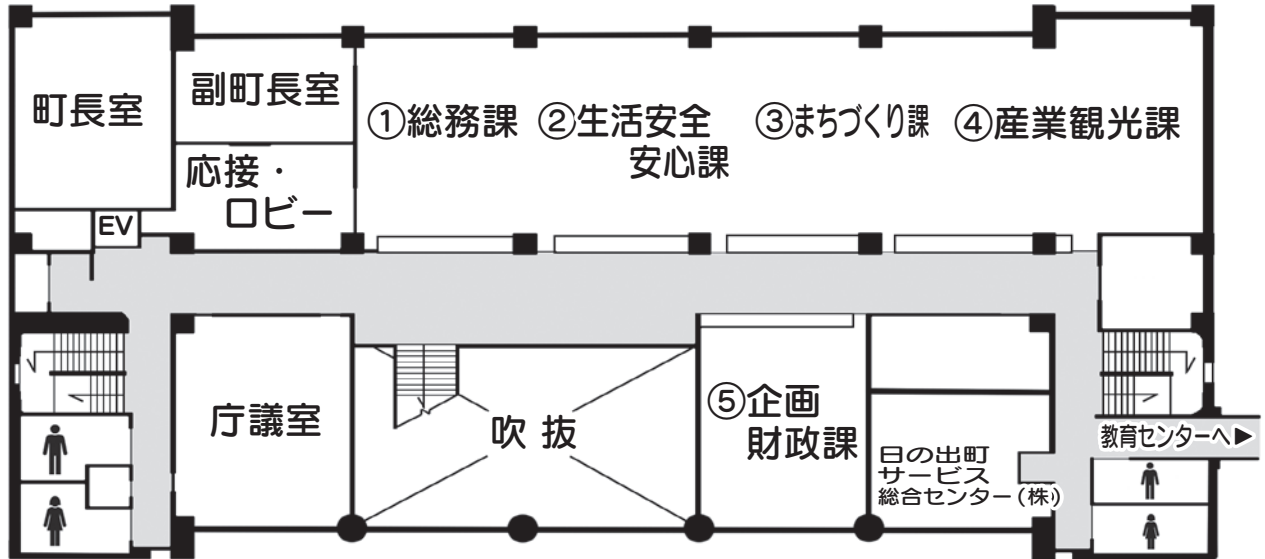 町長室
副町長室
応接・
ロビー
EV
①総務課
②生活安全
安心課
③まちづくり課
④産業観光課
庁議室
吹 抜
⑤企画
財政課
日の出町
サービス
総合センター(株)
教育センターへ▶